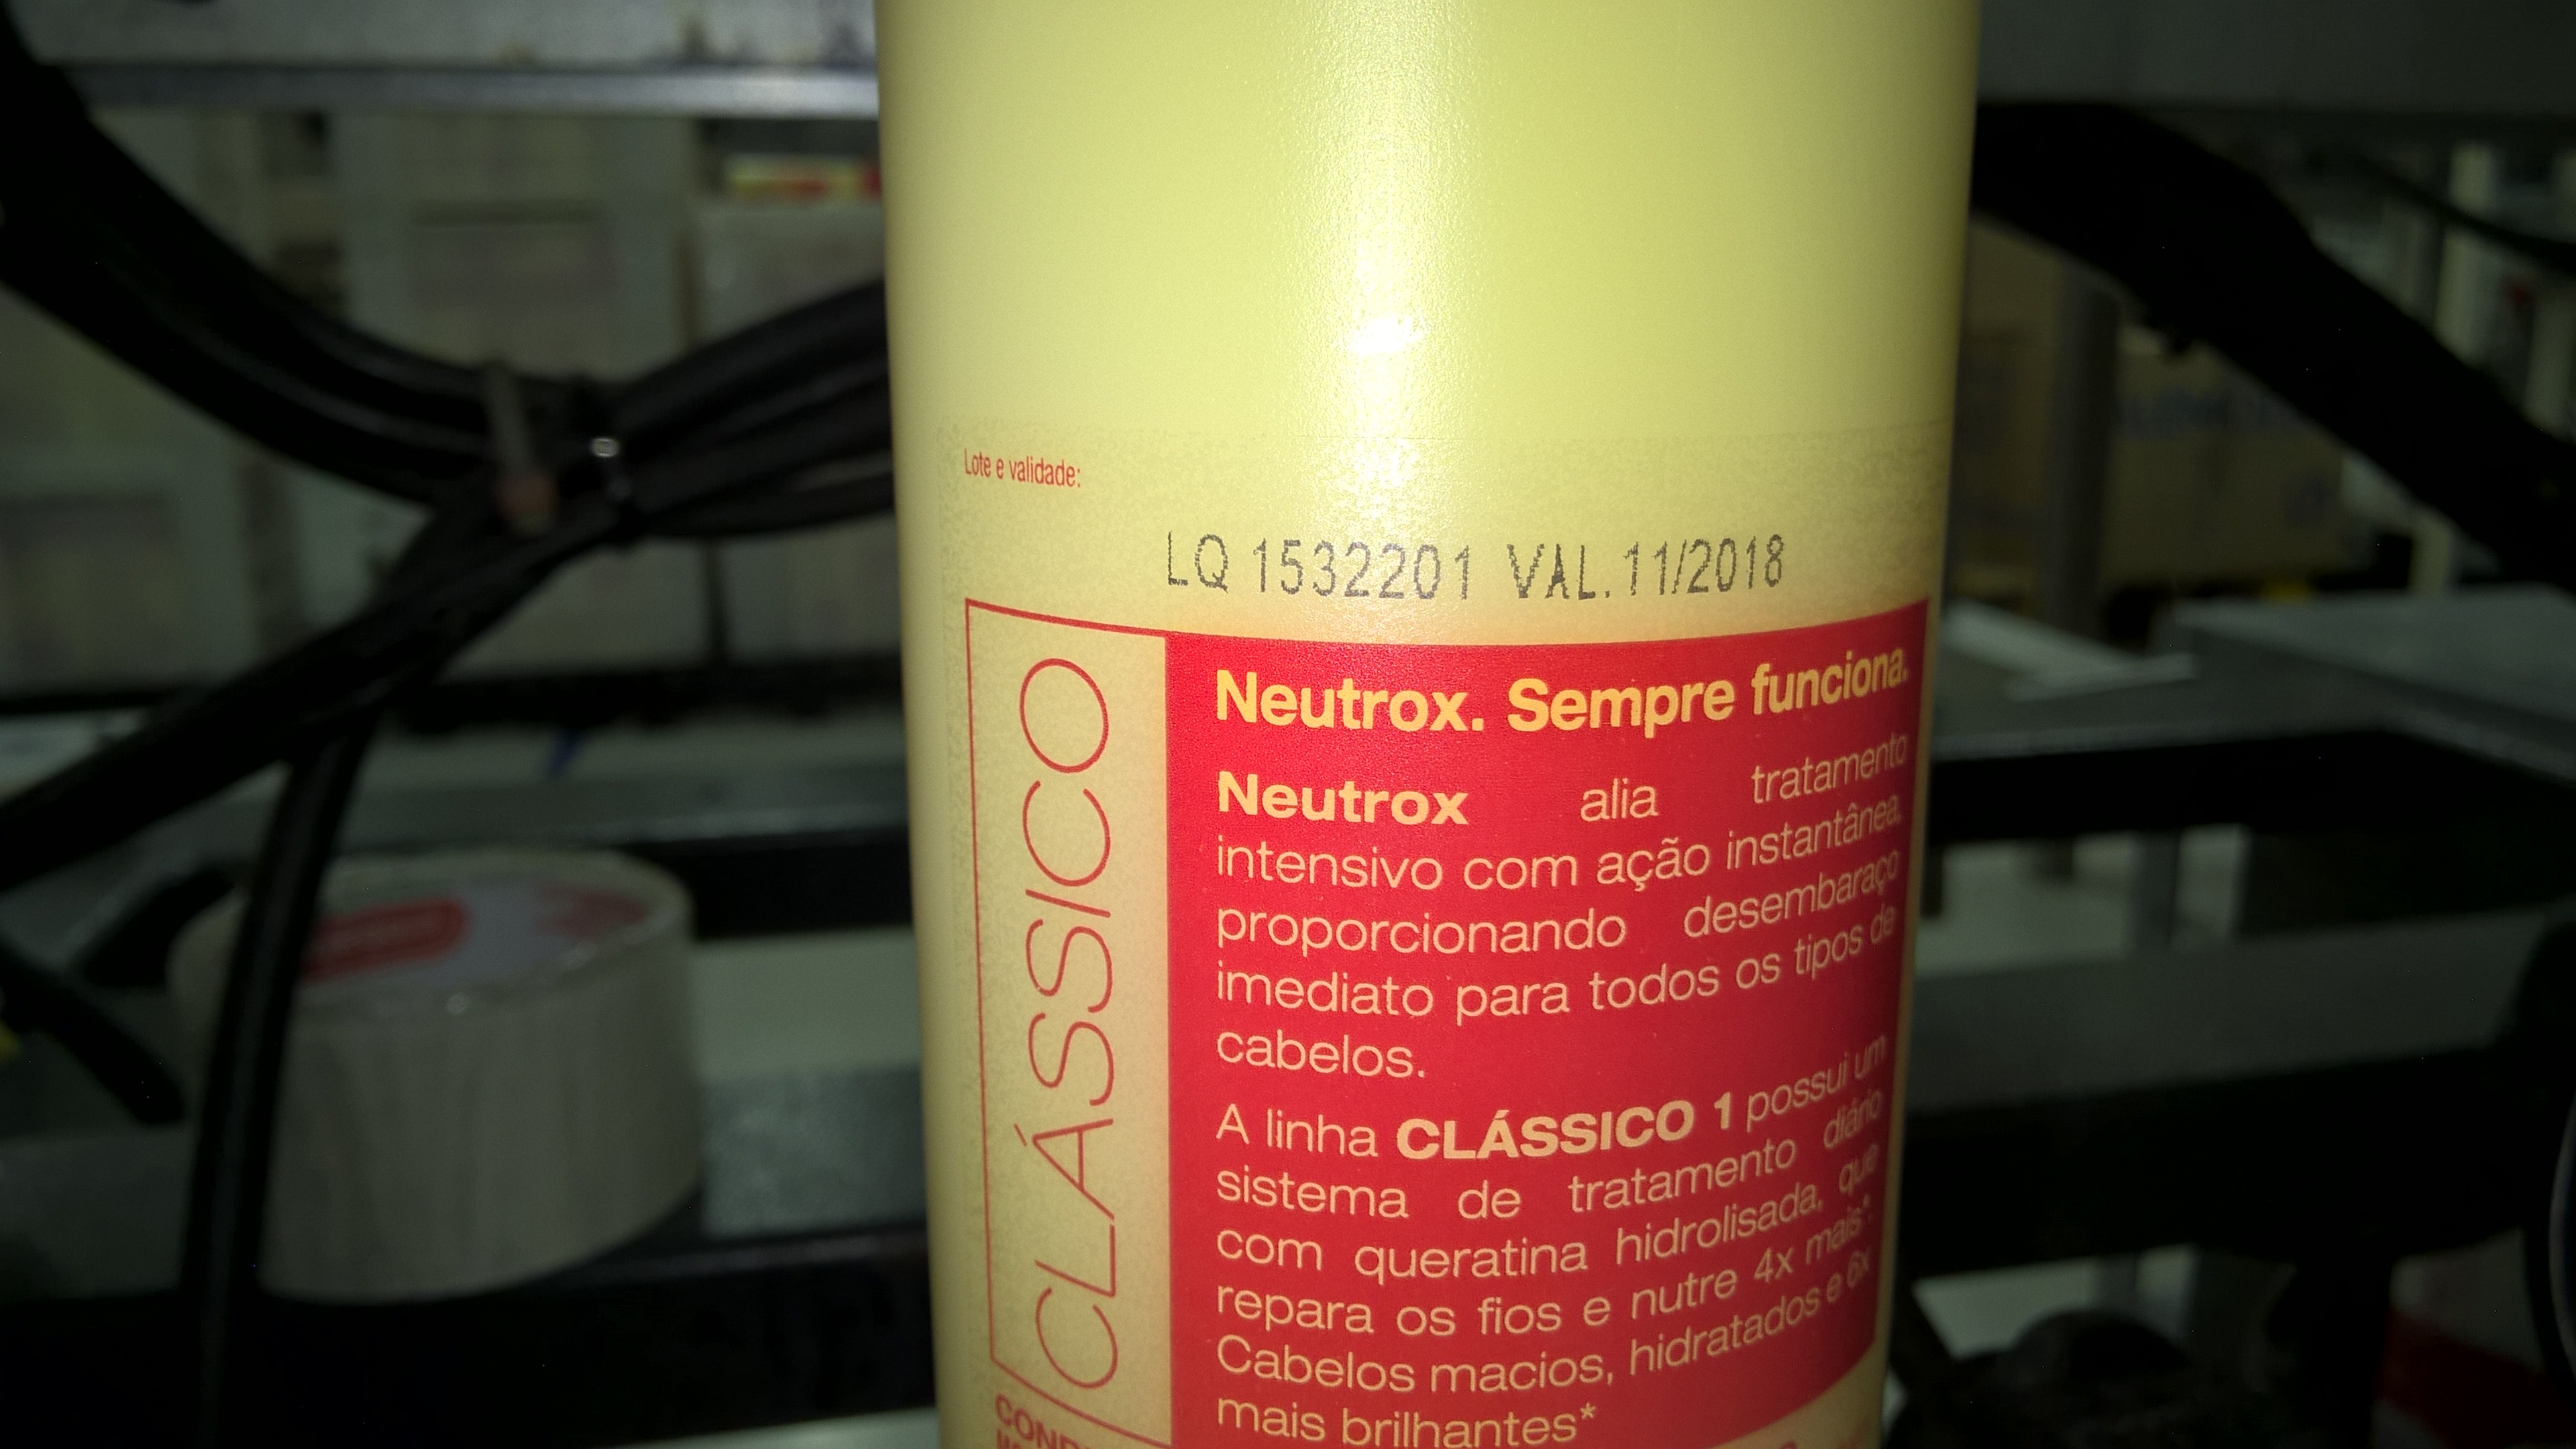 Lote e validade:
LQ 1532201 VAL.11/2018
CLÁSSICO
Neutrox. Sempre funciona.
Neutrox alia tratamento
intensivo com ação instantânea,
proporcionando desembaraço
imediato para todos os tipos de
cabelos.
A linha CLÁSSICO 1 possui um
sistema de tratamento diário
com queratina hidrolisada, que
repara os fios e nutre 4x mais*.
Cabelos macios, hidratados e 6x
mais brilhantes*